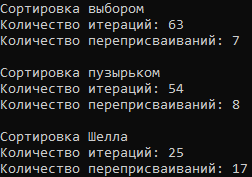 Сортировка выбором
Количество итераций: 63
Количество переприсваиваний: 7
Сортировка пузырьком
Количество итераций: 54
Количество переприсваиваний: 8
Сортировка Шелла
Количество итераций: 25
Количество переприсваиваний: 17